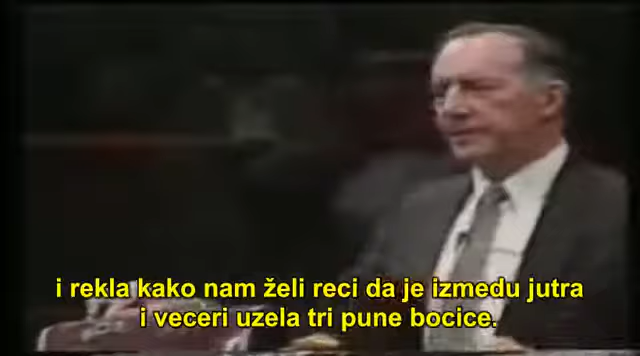 i rekla kako nam želi reci da je izmedu jutra
i veceri uzela tri pune bocice.